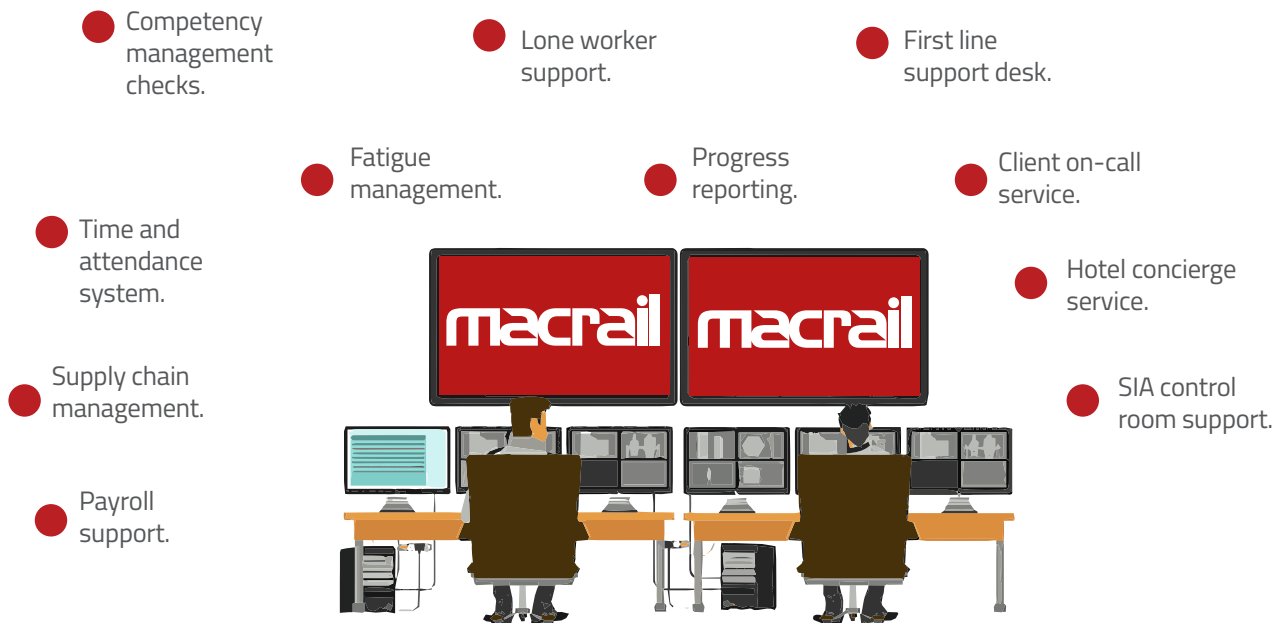 Competency
management
checks.
Lone worker
support.
First line
support desk.
Fatigue
management.
Progress
reporting.
Client on-call
service.
Time and
attendance
system.
Hotel concierge
service.
macrail
macrail
Supply chain
management.
SIA control
room support.
Payroll
support.